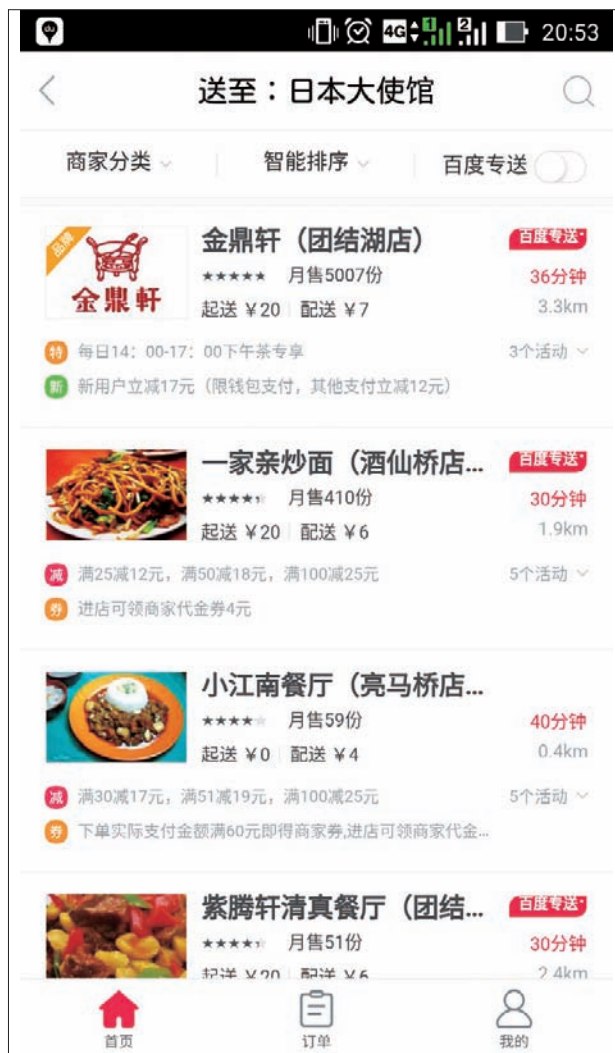 4G 1 2 20:53
送至：日本大使馆
商家分类 智能排序 百度专送
品牌 金鼎轩
金鼎轩（团结湖店） 百度专送
★★★★★ 月售5007份 36分钟
起送 ¥20 配送 ¥7 3.3km
特 每日14：00-17：00下午茶专享 3个活动
新 新用户立减17元（限钱包支付，其他支付立减12元）
一家亲炒面（酒仙桥店... 百度专送
月售410份 30分钟
起送 ¥20 配送 ¥6 1.9km
减 满25减12元，满50减18元，满100减25元 5个活动
券 进店可领商家代金券4元
小江南餐厅（亮马桥店...
月售59份 40分钟
起送 ¥0 配送 ¥4 0.4km
减 满30减17元，满51减19元，满100减25元 5个活动
券 下单实际支付金额满60元即得商家券,进店可领商家代金...
紫腾轩清真餐厅（团结... 百度专送
月售51份 30分钟
起送 ¥20 配送 ¥6 2.4km
首页 订单 我的